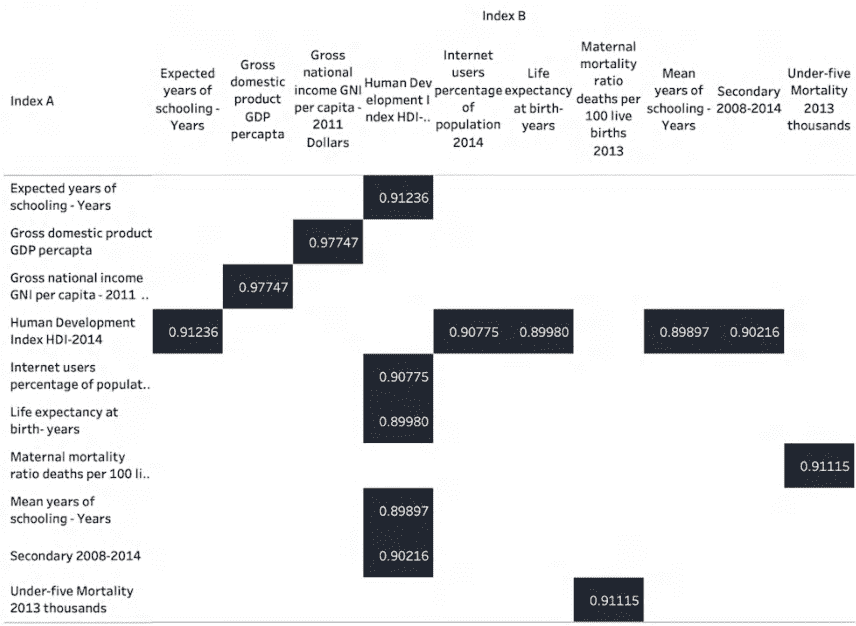 Index B
Index A
Expected
years of
schooling -
Years
Gross
domestic
product
GDP
percapta
Gross
national
income GNI
per capita -
2011
Dollars
Human Dev
elopment I
ndex HDI-..
Internet
users
percentage
of
population
2014
Life
expectancy
at birth-
years
Maternal
mortality
ratio
deaths per
100 live
births
2013
Mean
years of
schooling -
Years
Secondary
2008-2014
Under-five
Mortality
2013
thousands
Expected years of
schooling - Years
0.91236
Gross domestic product
GDP percapta
0.97747
Gross national income
GNI per capita - 2011 ..
0.97747
Human Development
Index HDI-2014
0.91236 0.90775 0.89980 0.89897 0.90216
Internet users
percentage of populat..
0.90775
Life expectancy at
birth- years
0.89980
Maternal mortality
ratio deaths per 100 li..
0.91115
Mean years of
schooling - Years
0.89897
Secondary 2008-2014
0.90216
Under-five Mortality
2013 thousands
0.91115